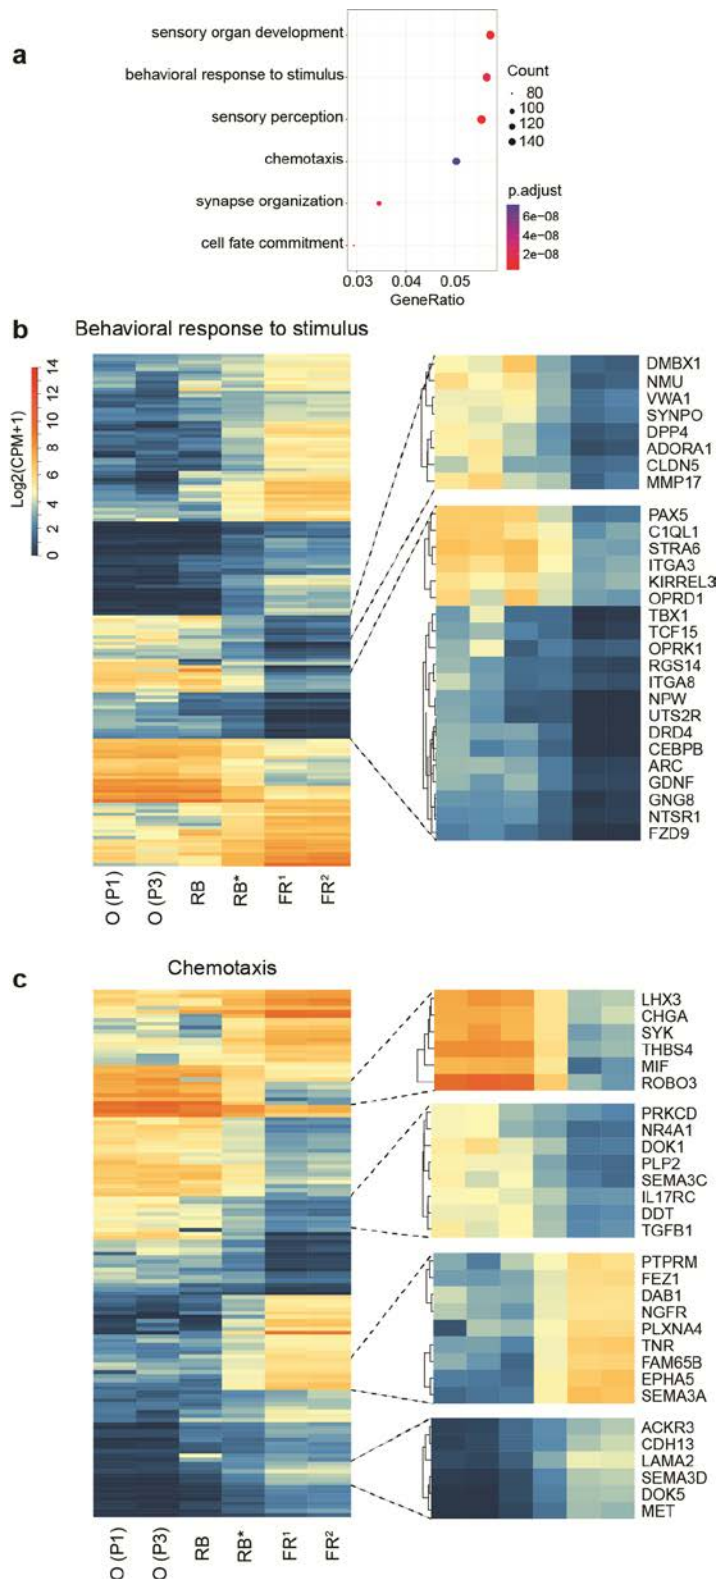 a
sensory organ development
behavioral response to stimulus
sensory perception
chemotaxis
synapse organization
cell fate commitment
0.03 0.04 0.05
GeneRatio
Count
80
100
120
140
p.adjust
6e−08
4e−08
2e−08
b Behavioral response to stimulus
Log2(CPM+1)
0 2 4 6 8 10 12 14
DMBX1
NMU
VWA1
SYNPO
DPP4
ADORA1
CLDN5
MMP17
PAX5
C1QL1
STRA6
ITGA3
KIRREL3
OPRD1
TBX1
TCF15
OPRK1
RGS14
ITGA8
NPW
UTS2R
DRD4
CEBPB
ARC
GDNF
GNG8
NTSR1
FZD9
O (P1) O (P3) RB RB* FR¹ FR²
c Chemotaxis
LHX3
CHGA
SYK
THBS4
MIF
ROBO3
PRKCD
NR4A1
DOK1
PLP2
SEMA3C
IL17RC
DDT
TGFB1
PTPRM
FEZ1
DAB1
NGFR
PLXNA4
TNR
FAM65B
EPHA5
SEMA3A
ACKR3
CDH13
LAMA2
SEMA3D
DOK5
MET
O (P1) O (P3) RB RB* FR¹ FR²